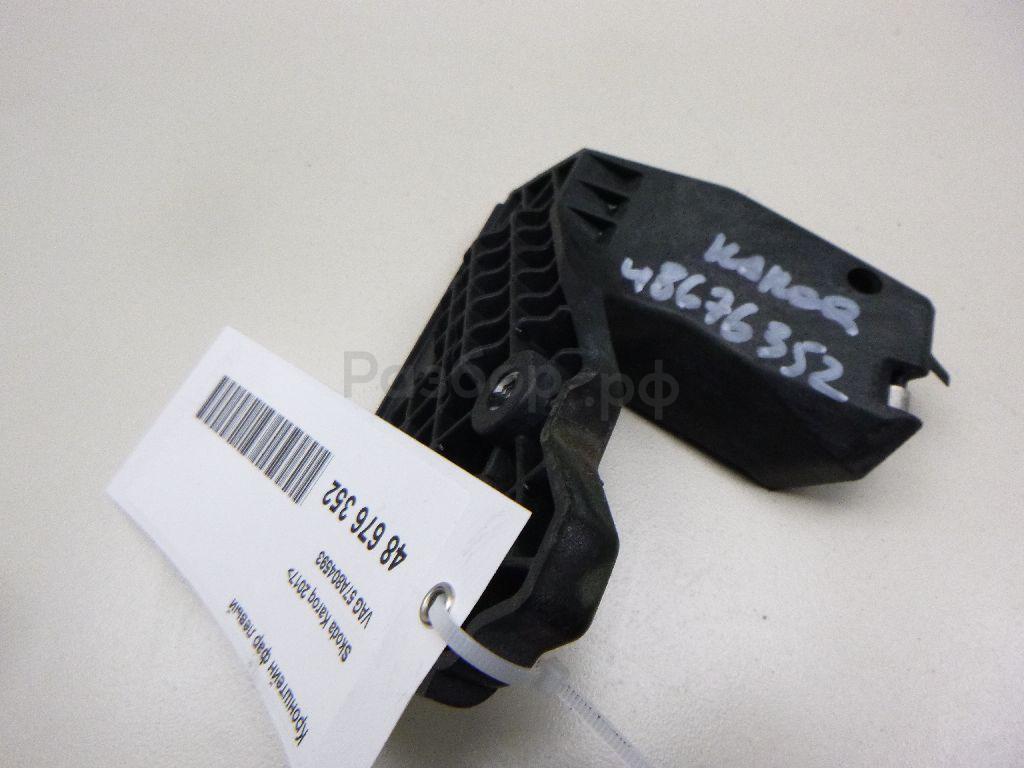 KAROQ
48676352
Разбор.рф
48 676 352
VAG 57A804593
Skoda Karoq 2017>
Кронштейн фар левый